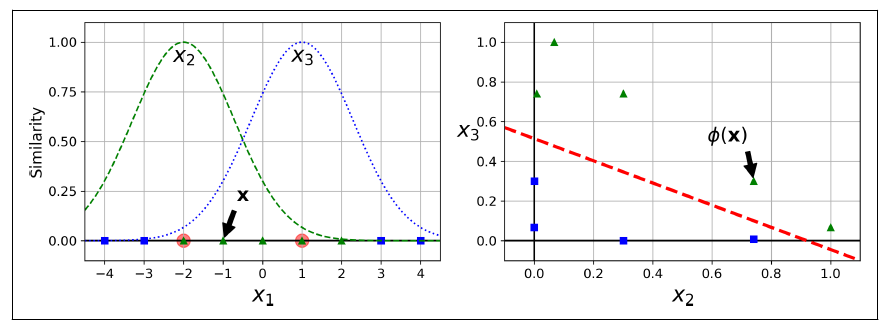 1.00
0.75
0.50
0.25
0.00
Similarity
x2
x3
x
−4 −3 −2 −1 0 1 2 3 4
x1
1.0
0.8
0.6
0.4
0.2
0.0
x3
ϕ(x)
0.0 0.2 0.4 0.6 0.8 1.0
x2